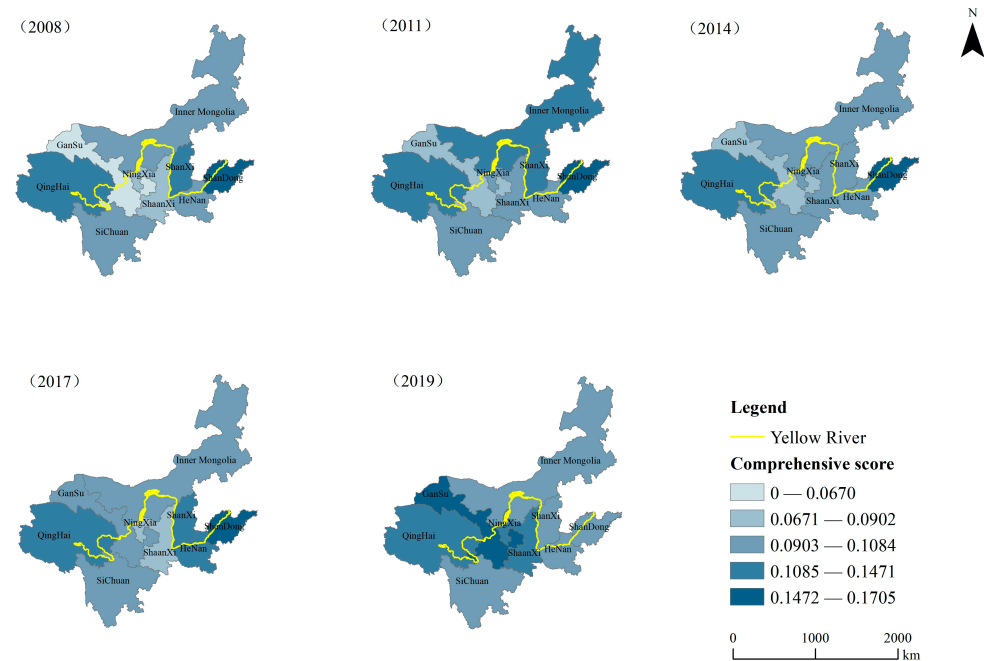 （2008）
Inner Mongolia
GanSu
NingXia
ShanXi
ShanDong
QingHai
ShaanXi
HeNan
SiChuan
（2011）
Inner Mongolia
GanSu
NingXia
ShanXi
ShanDong
QingHai
ShaanXi
HeNan
SiChuan
（2014）
Inner Mongolia
GanSu
NingXia
ShanXi
ShanDong
QingHai
ShaanXi
HeNan
SiChuan
N
（2017）
Inner Mongolia
GanSu
NingXia
ShanXi
ShanDong
QingHai
ShaanXi
HeNan
SiChuan
（2019）
Inner Mongolia
GanSu
NingXia
ShanXi
ShanDong
QingHai
ShaanXi
HeNan
SiChuan
Legend
Yellow River
Comprehensive score
0 — 0.0670
0.0671 — 0.0902
0.0903 — 0.1084
0.1085 — 0.1471
0.1472 — 0.1705
0 1000 2000
km